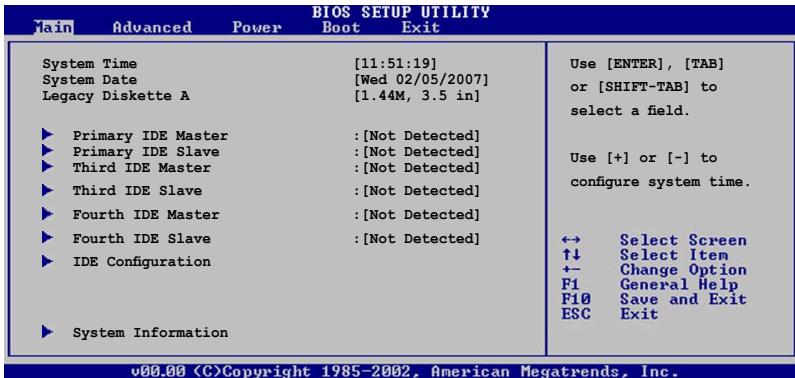 BIOS SETUP UTILITY
Main Advanced Power Boot Exit
System Time [11:51:19]
System Date [Wed 02/05/2007]
Legacy Diskette A [1.44M, 3.5 in]
Primary IDE Master :[Not Detected]
Primary IDE Slave :[Not Detected]
Third IDE Master :[Not Detected]
Third IDE Slave :[Not Detected]
Fourth IDE Master :[Not Detected]
Fourth IDE Slave :[Not Detected]
IDE Configuration
System Information
Use [ENTER], [TAB]
or [SHIFT-TAB] to
select a field.
Use [+] or [-] to
configure system time.
↔ Select Screen
↑↓ Select Item
+- Change Option
F1 General Help
F10 Save and Exit
ESC Exit
v00.00 (C)Copyright 1985-2002, American Megatrends, Inc.